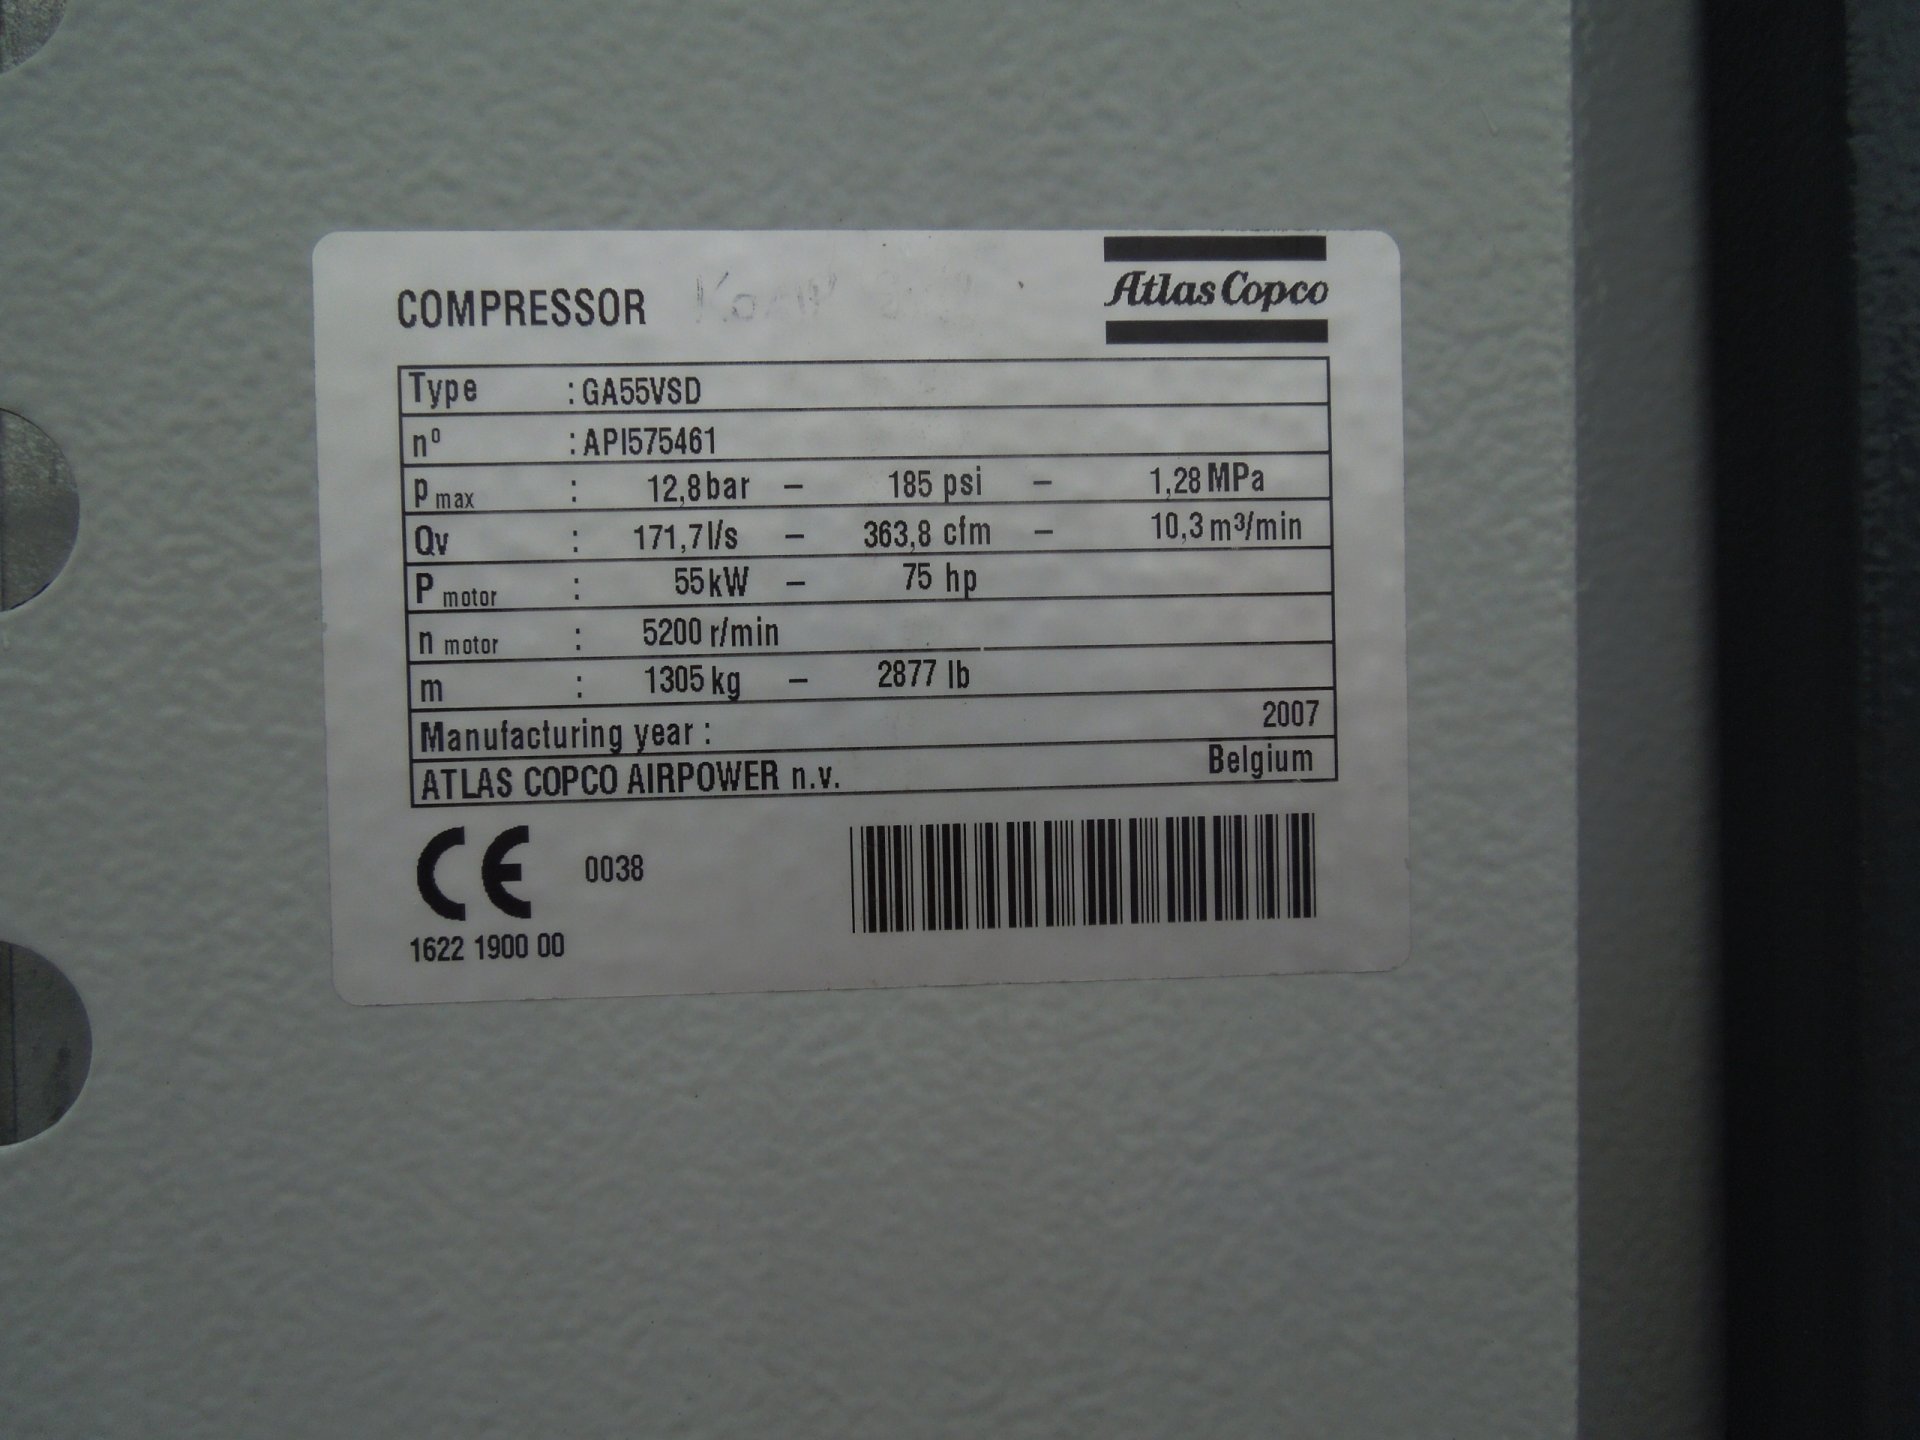 COMPRESSOR
Atlas Copco
Type : GA55VSD
nº : API575461
p max : 12,8 bar – 185 psi – 1,28 MPa
Qv : 171,7 l/s – 363,8 cfm – 10,3 m³/min
P motor : 55 kW – 75 hp
n motor : 5200 r/min
m : 1305 kg – 2877 lb
Manufacturing year : 2007
ATLAS COPCO AIRPOWER n.v. Belgium
CE 0038
1622 1900 00